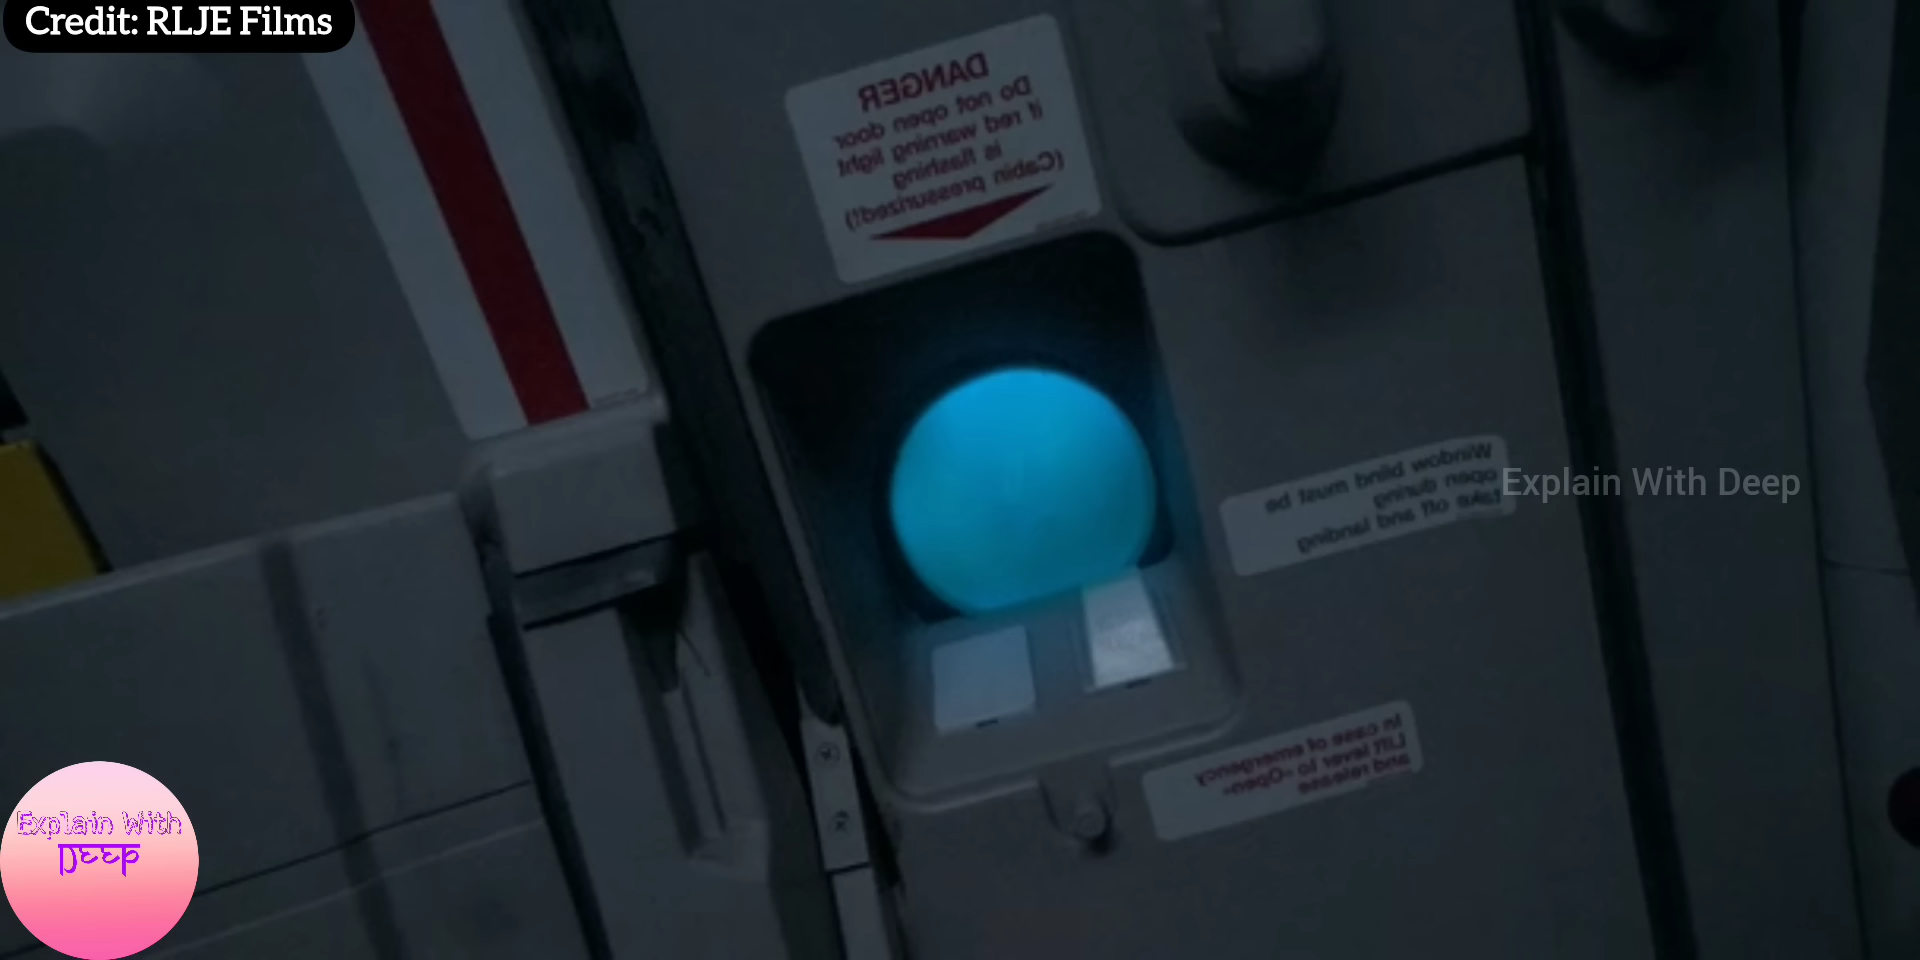 Credit: RLJE Films
DANGER
Do not open door
if red warning light
is flashing
(Cabin pressurized!)
Window blind must be
open during
take off and landing
Explain With Deep
In case of emergency
Lift lever to «Open»
and release
Explain With
Deep